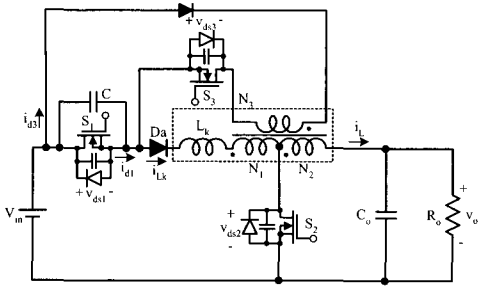 + v_ds3 -
S_3
N_3
C
S_1
i_d3
Da
L_k
i_L
i_d1
i_Lk
N_1
N_2
+ v_ds1 -
V_in
+
v_ds2
-
S_2
C_o
R_o
+
v_o
-